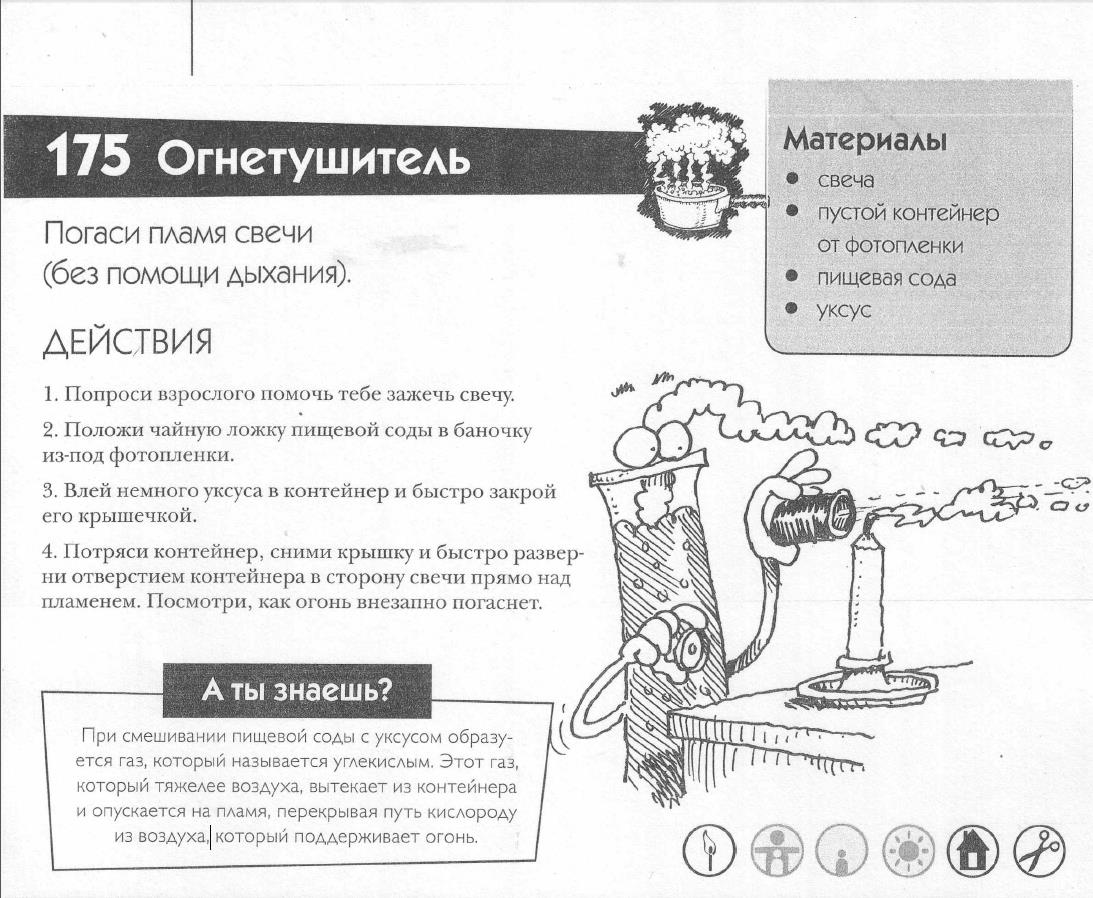 175 Огнетушитель
Погаси пламя свечи
(без помощи дыхания).
Материалы
• свеча
• пустой контейнер
от фотопленки
• пищевая сода
• уксус
ДЕЙСТВИЯ
1. Попроси взрослого помочь тебе зажечь свечу.
2. Положи чайную ложку пищевой соды в баночку
из-под фотопленки.
3. Влей немного уксуса в контейнер и быстро закрой
его крышечкой.
4. Потряси контейнер, сними крышку и быстро развер-
ни отверстием контейнера в сторону свечи прямо над
пламенем. Посмотри, как огонь внезапно погаснет.
А ты знаешь?
При смешивании пищевой соды с уксусом образу-
ется газ, который называется углекислым. Этот газ,
который тяжелее воздуха, вытекает из контейнера
и опускается на пламя, перекрывая путь кислороду
из воздуха, который поддерживает огонь.